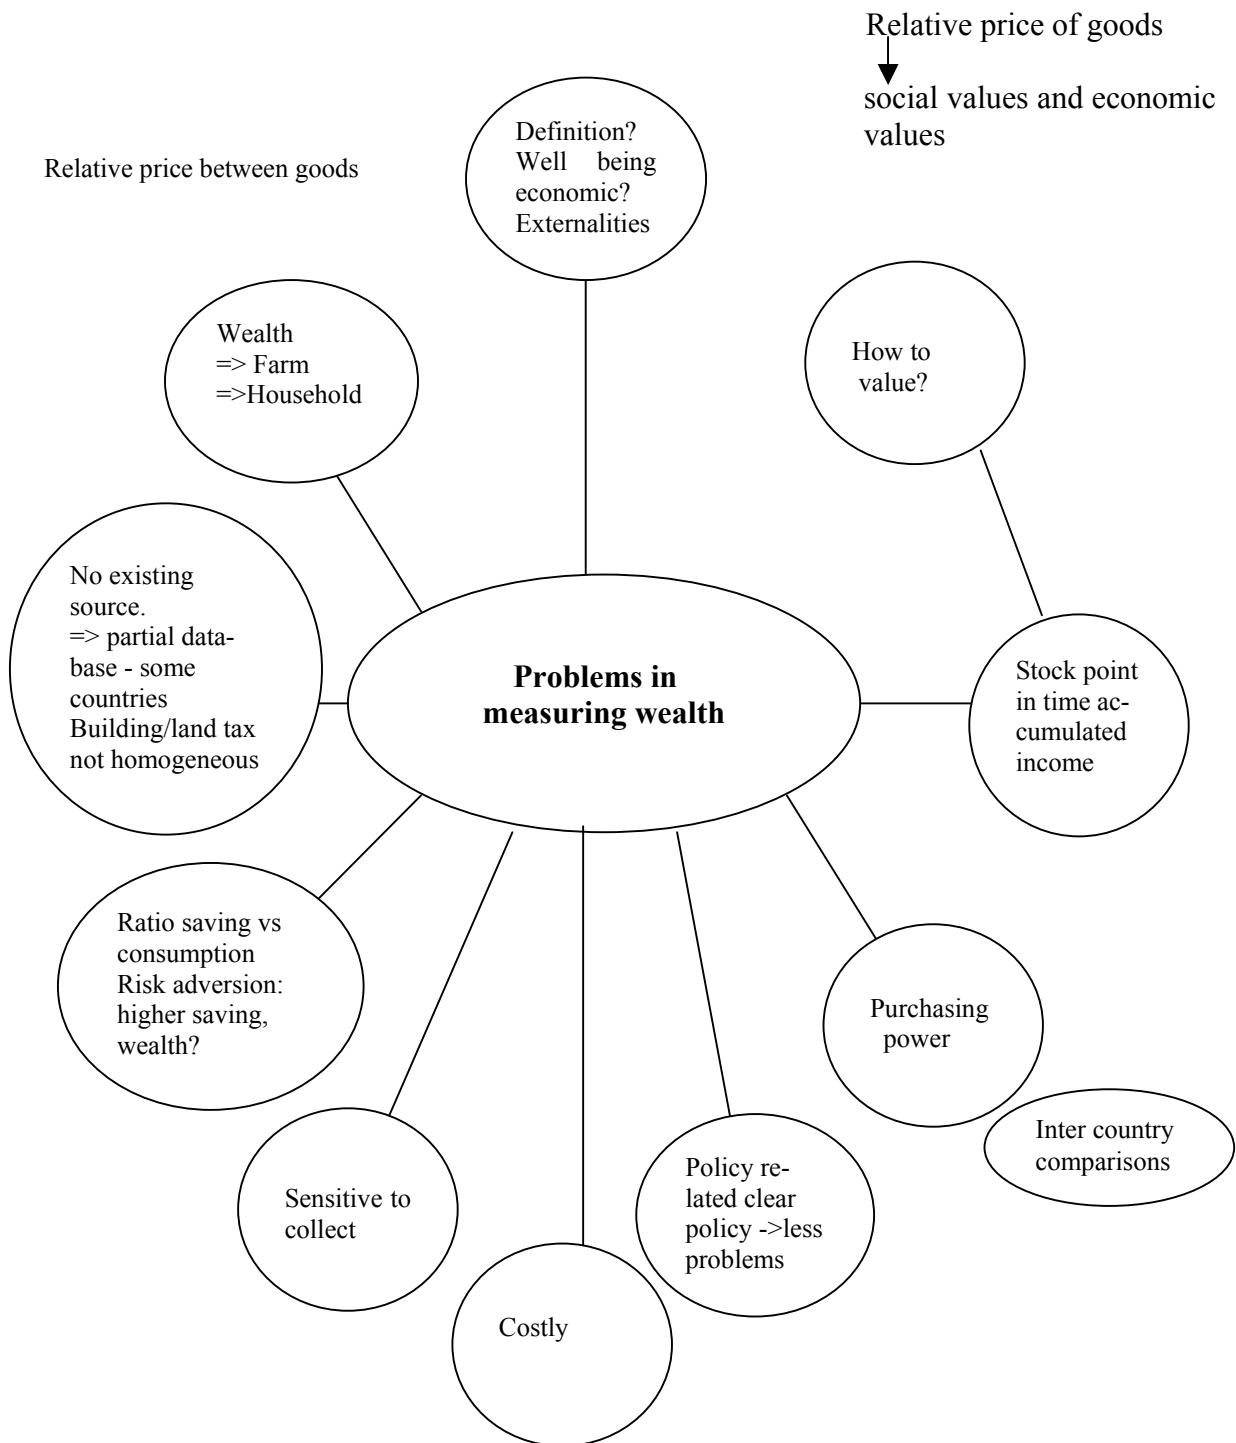 Relative price of goods
social values and economic
values
Relative price between goods
Definition?
Well being
economic?
Externalities
Wealth
=> Farm
=>Household
How to
value?
No existing
source.
=> partial data-
base - some
countries
Building/land tax
not homogeneous
Problems in
measuring wealth
Stock point
in time ac-
cumulated
income
Ratio saving vs
consumption
Risk adversion:
higher saving,
wealth?
Purchasing
power
Inter country
comparisons
Sensitive to
collect
Policy re-
lated clear
policy ->less
problems
Costly